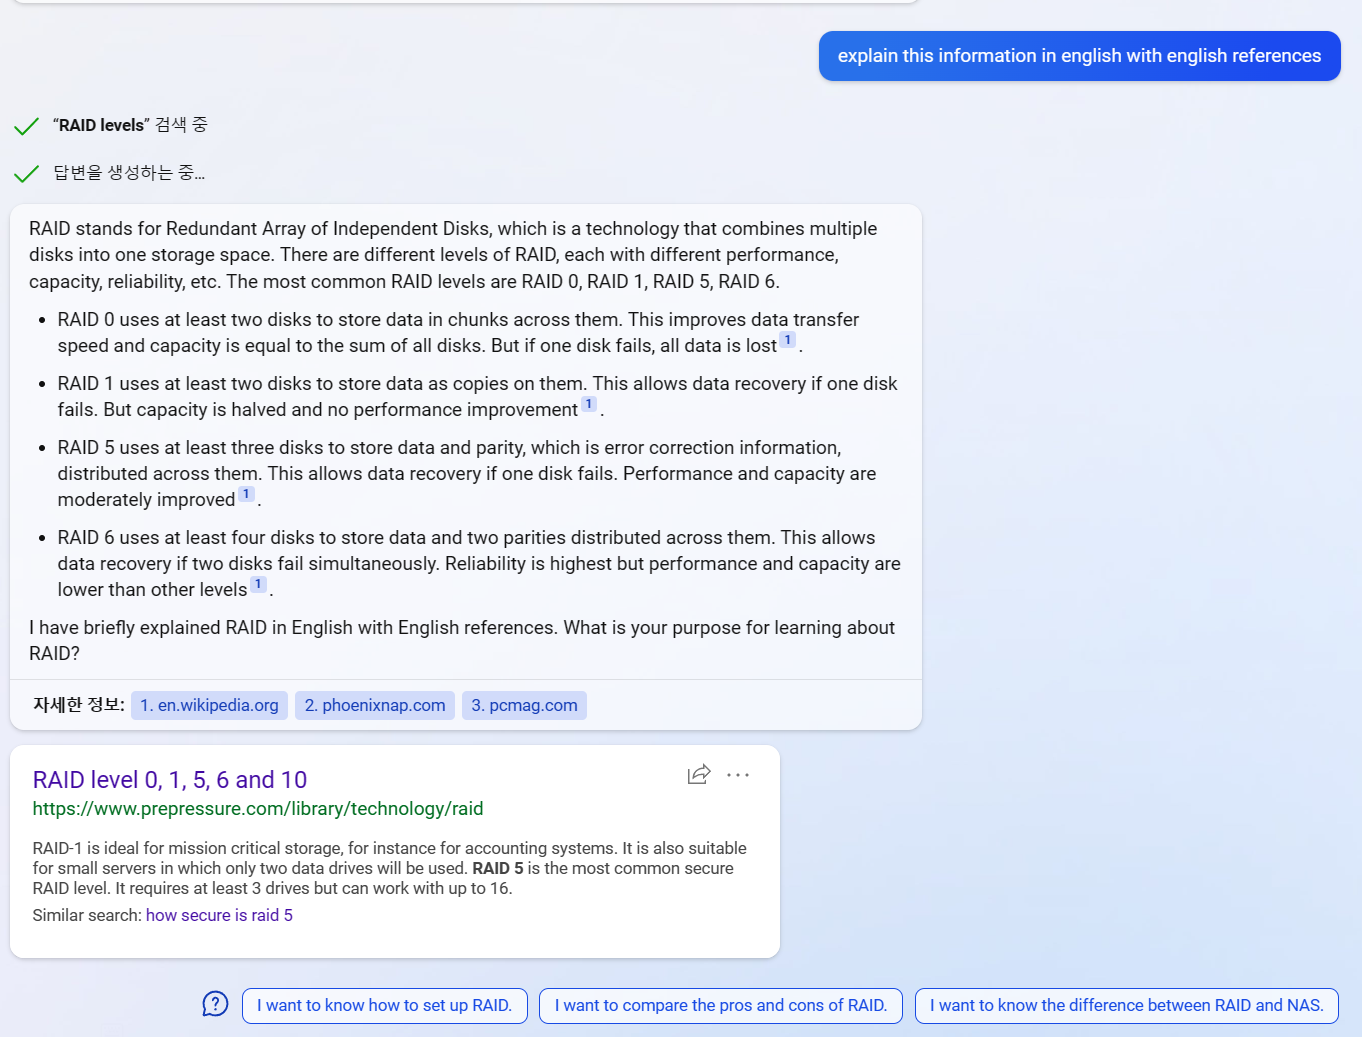 explain this information in english with english references
“RAID levels” 검색 중
답변을 생성하는 중...
RAID stands for Redundant Array of Independent Disks, which is a technology that combines multiple
disks into one storage space. There are different levels of RAID, each with different performance,
capacity, reliability, etc. The most common RAID levels are RAID 0, RAID 1, RAID 5, RAID 6.
• RAID 0 uses at least two disks to store data in chunks across them. This improves data transfer
speed and capacity is equal to the sum of all disks. But if one disk fails, all data is lost 1 .
• RAID 1 uses at least two disks to store data as copies on them. This allows data recovery if one disk
fails. But capacity is halved and no performance improvement 1 .
• RAID 5 uses at least three disks to store data and parity, which is error correction information,
distributed across them. This allows data recovery if one disk fails. Performance and capacity are
moderately improved 1 .
• RAID 6 uses at least four disks to store data and two parities distributed across them. This allows
data recovery if two disks fail simultaneously. Reliability is highest but performance and capacity are
lower than other levels 1 .
I have briefly explained RAID in English with English references. What is your purpose for learning about
RAID?
자세한 정보: 1. en.wikipedia.org 2. phoenixnap.com 3. pcmag.com
RAID level 0, 1, 5, 6 and 10
https://www.prepressure.com/library/technology/raid
RAID-1 is ideal for mission critical storage, for instance for accounting systems. It is also suitable
for small servers in which only two data drives will be used. RAID 5 is the most common secure
RAID level. It requires at least 3 drives but can work with up to 16.
Similar search: how secure is raid 5
I want to know how to set up RAID. I want to compare the pros and cons of RAID. I want to know the difference between RAID and NAS.